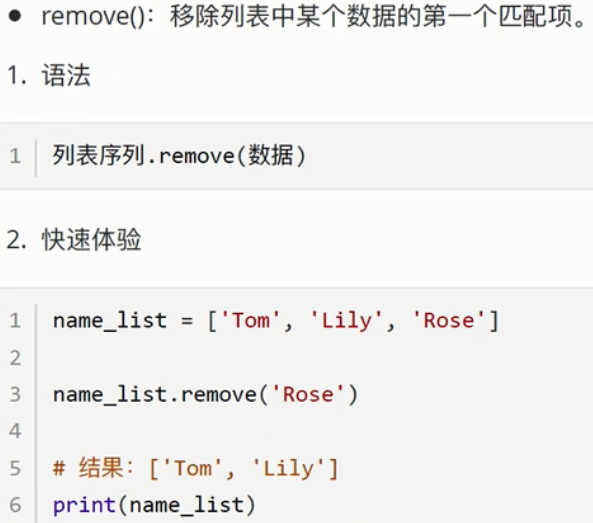 ● remove()：移除列表中某个数据的第一个匹配项。
1. 语法
1 列表序列.remove(数据)
2. 快速体验
1 name_list = ['Tom', 'Lily', 'Rose']
2
3 name_list.remove('Rose')
4
5 # 结果：['Tom', 'Lily']
6 print(name_list)